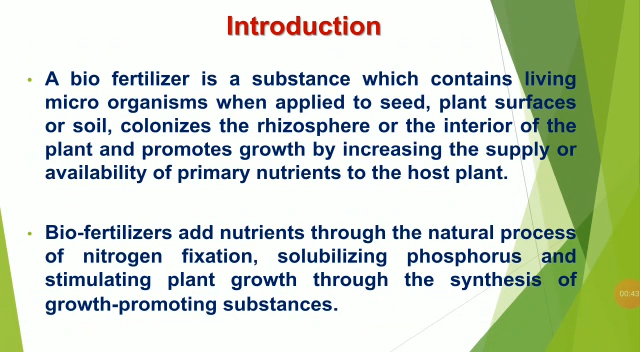 Introduction
• A bio fertilizer is a substance which contains living
micro organisms when applied to seed, plant surfaces
or soil, colonizes the rhizosphere or the interior of the
plant and promotes growth by increasing the supply or
availability of primary nutrients to the host plant.
• Bio-fertilizers add nutrients through the natural process
of nitrogen fixation, solubilizing phosphorus and
stimulating plant growth through the synthesis of
growth-promoting substances.
00:43